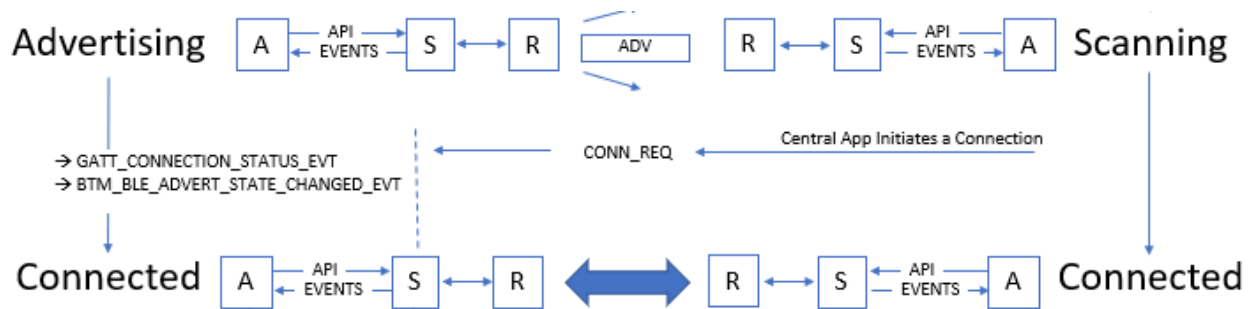 Advertising A API EVENTS S R ADV R S API EVENTS A Scanning
CONN_REQ Central App Initiates a Connection
→ GATT_CONNECTION_STATUS_EVT
→ BTM_BLE_ADVERT_STATE_CHANGED_EVT
Connected A API EVENTS S R R S API EVENTS A Connected